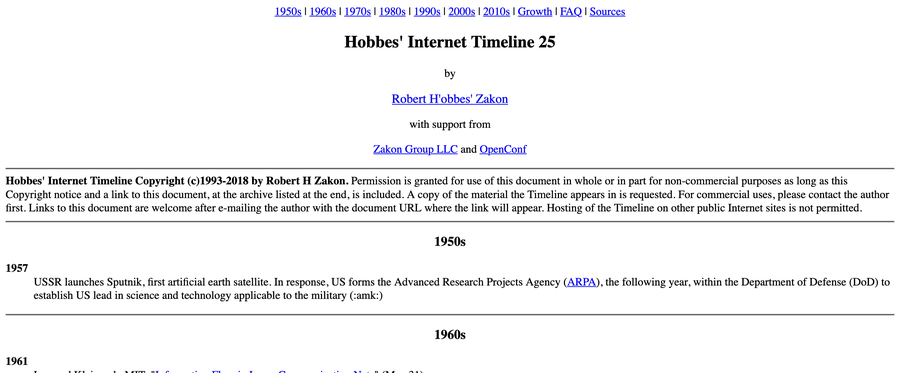 1950s | 1960s | 1970s | 1980s | 1990s | 2000s | 2010s | Growth | FAQ | Sources
Hobbes' Internet Timeline 25
by
Robert H'obbes' Zakon
with support from
Zakon Group LLC and OpenConf
Hobbes' Internet Timeline Copyright (c)1993-2018 by Robert H Zakon. Permission is granted for use of this document in whole or in part for non-commercial purposes as long as this
Copyright notice and a link to this document, at the archive listed at the end, is included. A copy of the material the Timeline appears in is requested. For commercial uses, please contact the author
first. Links to this document are welcome after e-mailing the author with the document URL where the link will appear. Hosting of the Timeline on other public Internet sites is not permitted.
1950s
1957
USSR launches Sputnik, first artificial earth satellite. In response, US forms the Advanced Research Projects Agency (ARPA), the following year, within the Department of Defense (DoD) to
establish US lead in science and technology applicable to the military (:amk:)
1960s
1961